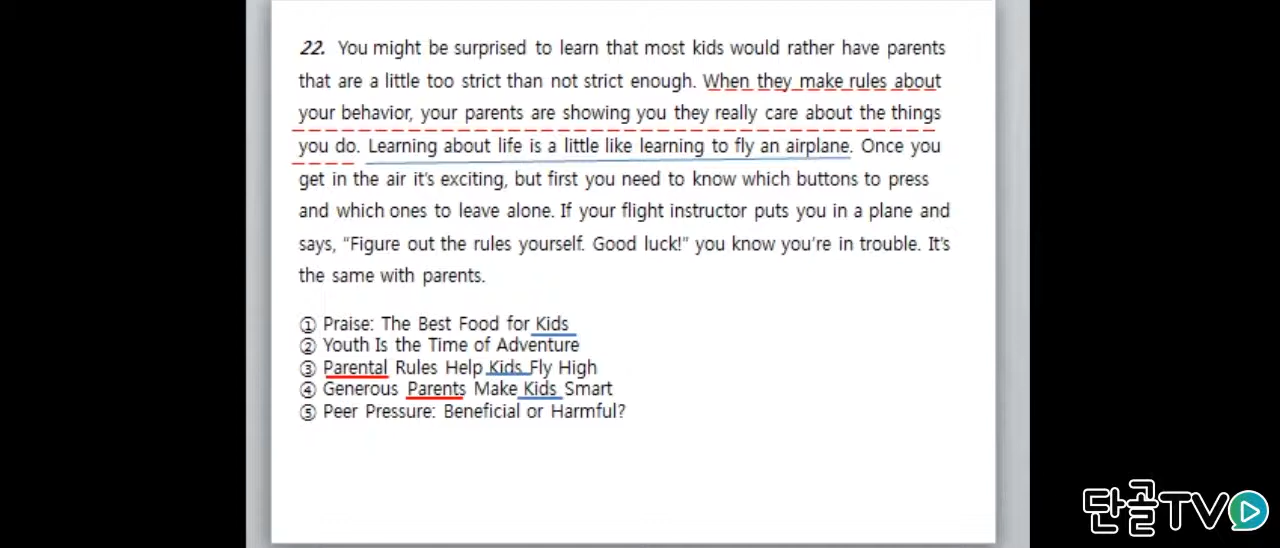 22. You might be surprised to learn that most kids would rather have parents
that are a little too strict than not strict enough. When they make rules about
your behavior, your parents are showing you they really care about the things
you do. Learning about life is a little like learning to fly an airplane. Once you
get in the air it's exciting, but first you need to know which buttons to press
and which ones to leave alone. If your flight instructor puts you in a plane and
says, "Figure out the rules yourself. Good luck!" you know you're in trouble. It's
the same with parents.
① Praise: The Best Food for Kids
② Youth Is the Time of Adventure
③ Parental Rules Help Kids Fly High
④ Generous Parents Make Kids Smart
⑤ Peer Pressure: Beneficial or Harmful?
단골TV